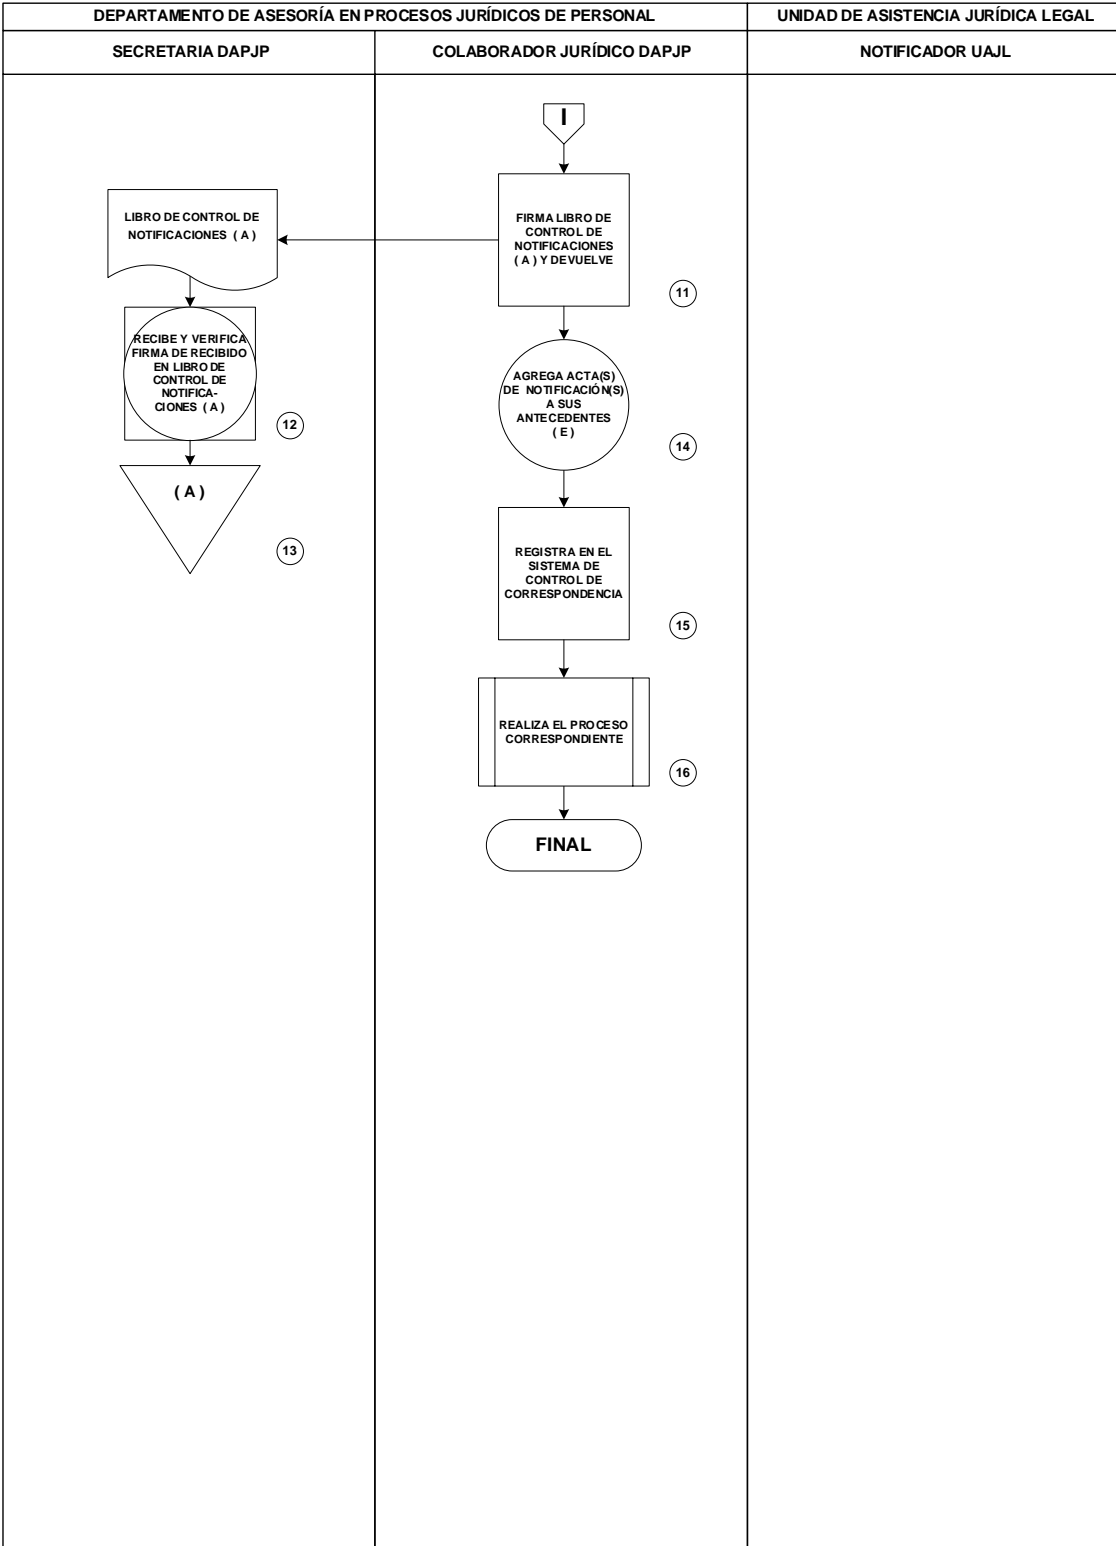 DEPARTAMENTO DE ASESORÍA EN PROCESOS JURÍDICOS DE PERSONAL
UNIDAD DE ASISTENCIA JURÍDICA LEGAL
SECRETARIA DAPJP
COLABORADOR JURÍDICO DAPJP
NOTIFICADOR UAJL
I
LIBRO DE CONTROL DE
NOTIFICACIONES ( A )
FIRMA LIBRO DE
CONTROL DE
NOTIFICACIONES
( A ) Y DEVUELVE
11
RECIBE Y VERIFICA
FIRMA DE RECIBIDO
EN LIBRO DE
CONTROL DE
NOTIFICA-
CIONES ( A )
12
AGREGA ACTA(S)
DE NOTIFICACIÓN(S)
A SUS
ANTECEDENTES
( E )
14
( A )
13
REGISTRA EN EL
SISTEMA DE
CONTROL DE
CORRESPONDENCIA
15
REALIZA EL PROCESO
CORRESPONDIENTE
16
FINAL